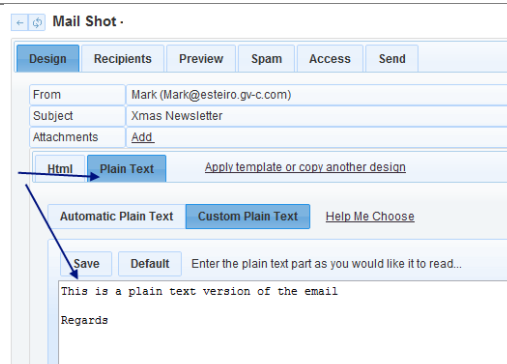 Mail Shot ·
Design Recipients Preview Spam Access Send
From Mark (Mark@esteiro.gv-c.com)
Subject Xmas Newsletter
Attachments Add
Html Plain Text Apply template or copy another design
Automatic Plain Text Custom Plain Text Help Me Choose
Save Default Enter the plain text part as you would like it to read...
This is a plain text version of the email
Regards